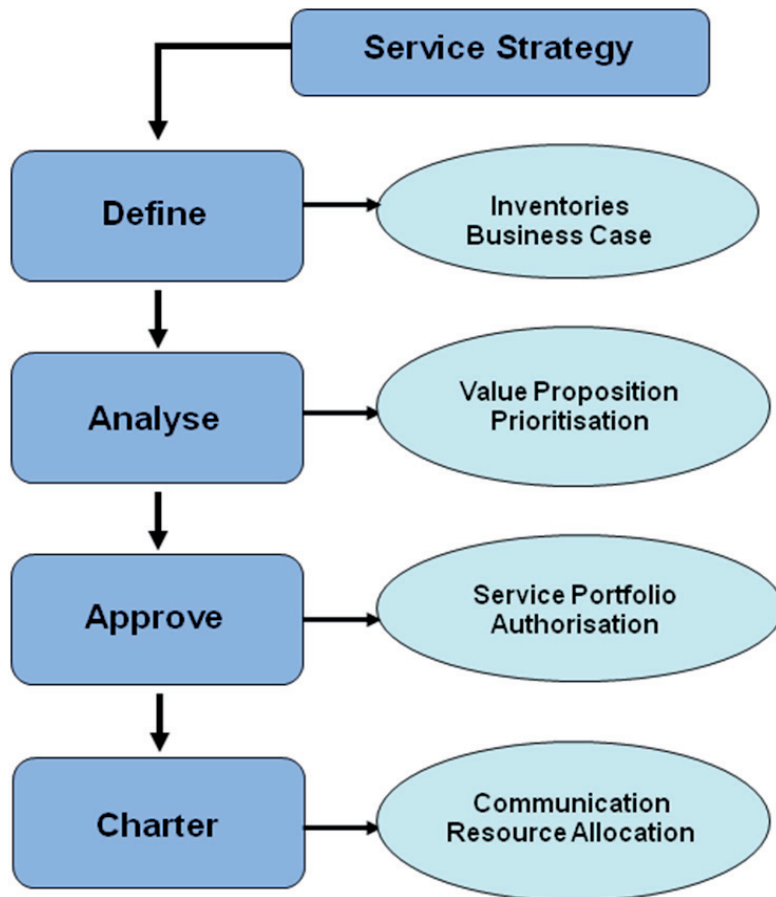 Service Strategy
Define
Inventories
Business Case
Analyse
Value Proposition
Prioritisation
Approve
Service Portfolio
Authorisation
Charter
Communication
Resource Allocation